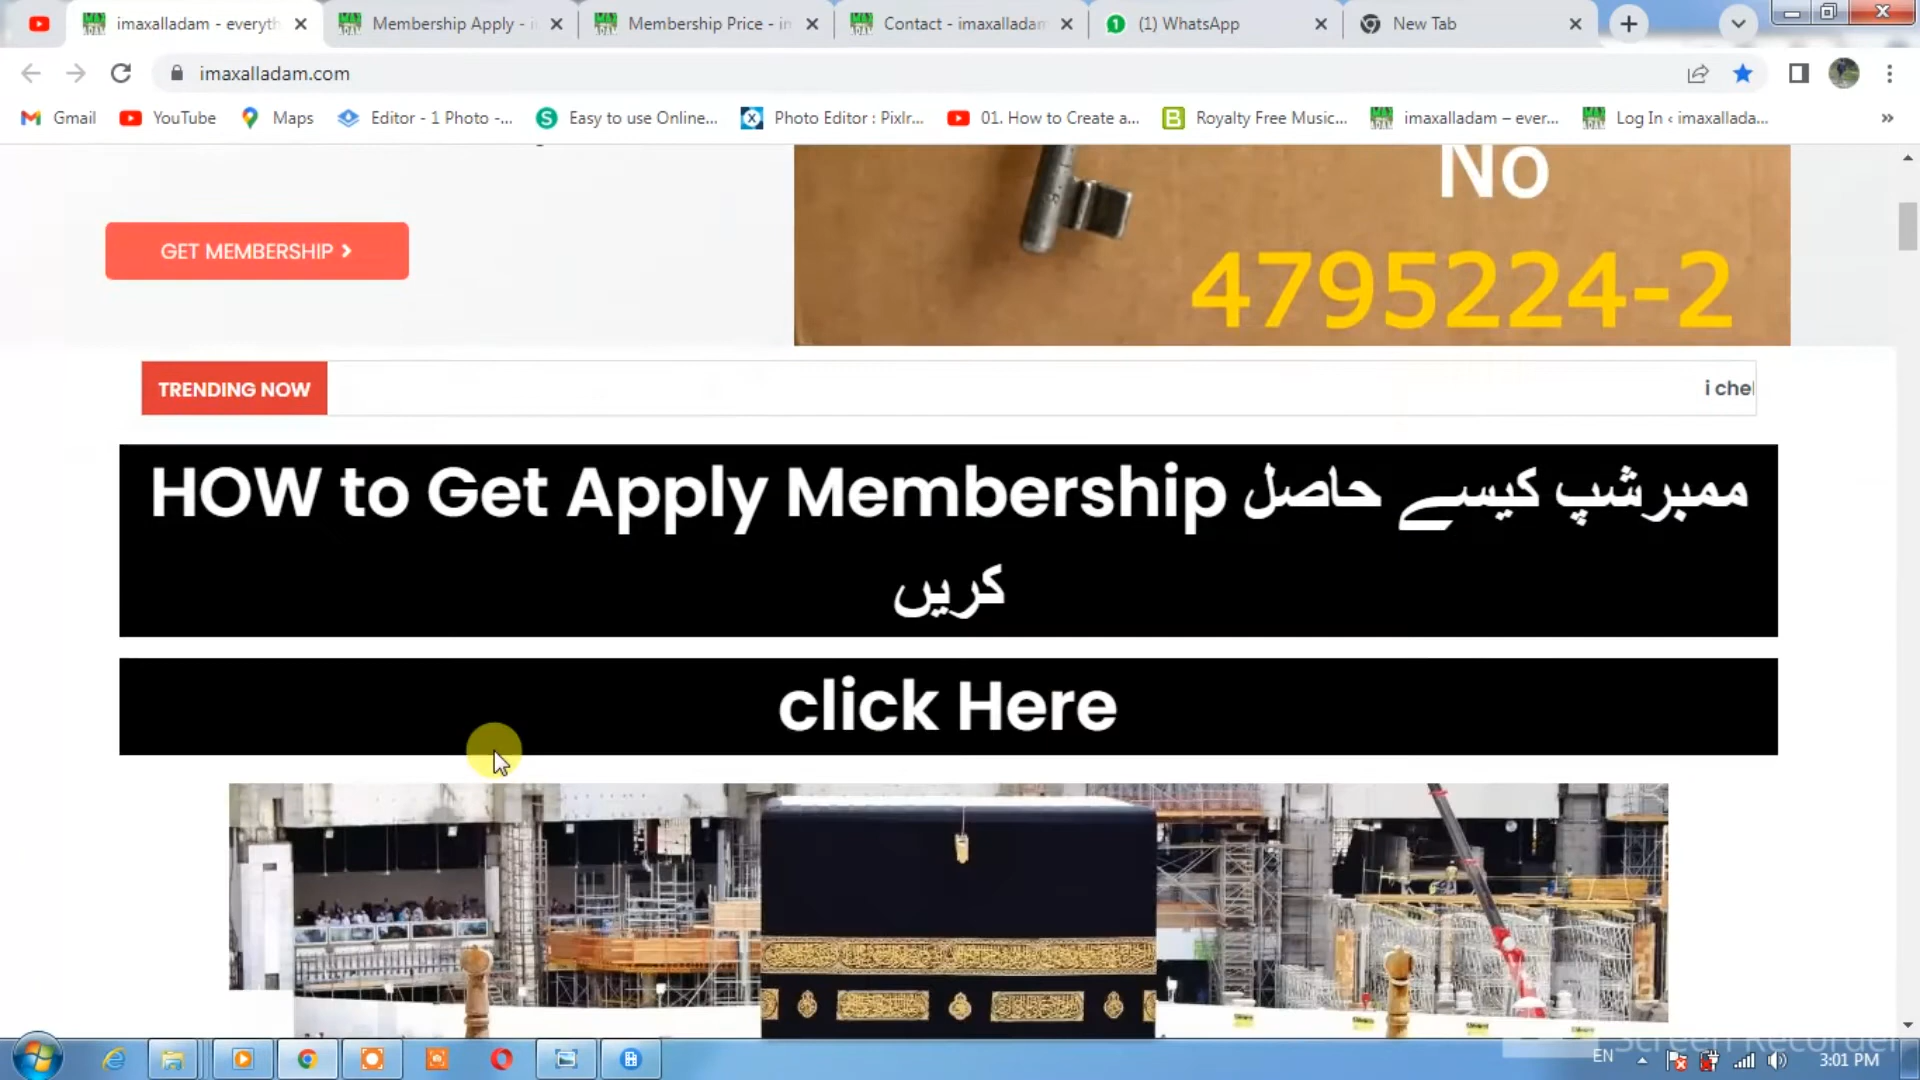 imaxalladam - everyth
Membership Apply - i
Membership Price - in
Contact - imaxalladam
(1) WhatsApp
New Tab
imaxalladam.com
Gmail
YouTube
Maps
Editor - 1 Photo -...
Easy to use Online...
Photo Editor : Pixlr...
01. How to Create a...
Royalty Free Music...
imaxalladam – ever...
Log In ‹ imaxallada...
No
GET MEMBERSHIP
4795224-2
TRENDING NOW
i chel
HOW to Get Apply Membership ممبرشپ کیسے حاصل
کریں
click Here
EN
Screen Recorder
3:01 PM